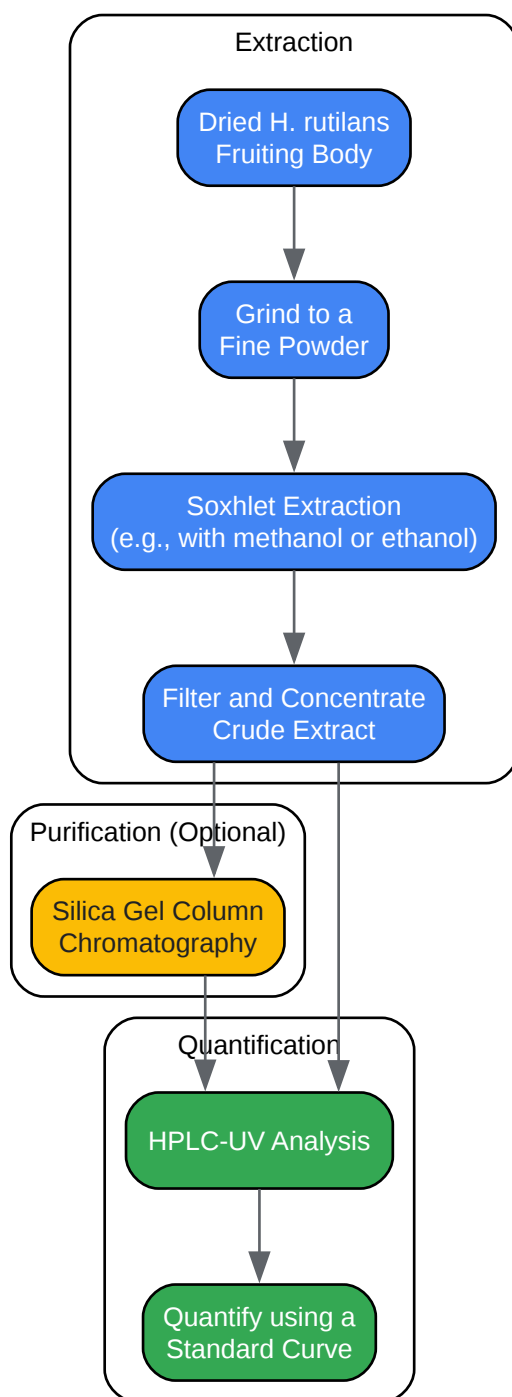 Extraction
Dried H. rutilans
Fruiting Body
Grind to a
Fine Powder
Soxhlet Extraction
(e.g., with methanol or ethanol)
Filter and Concentrate
Crude Extract
Purification (Optional)
Silica Gel Column
Chromatography
Quantification
HPLC-UV Analysis
Quantify using a
Standard Curve